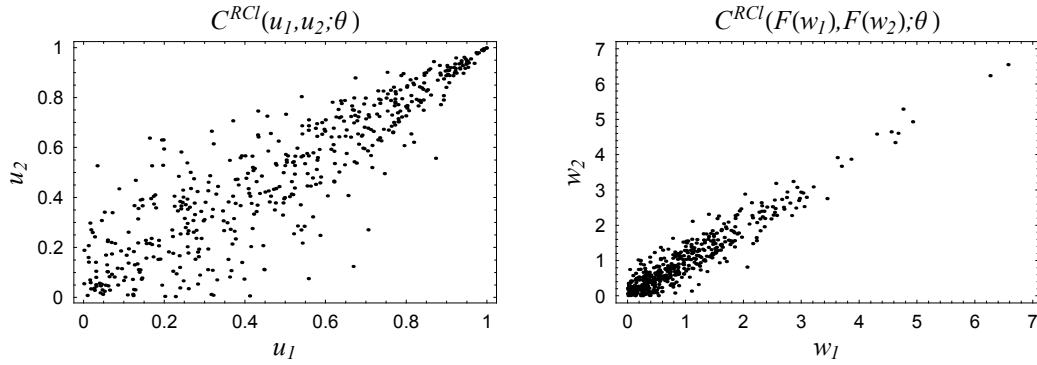 C^{RCl}(u_1,u_2;θ)
1
0.8
0.6
0.4
0.2
0
u_2
0 0.2 0.4 0.6 0.8 1
u_1
C^{RCl}(F(w_1),F(w_2);θ)
7
6
5
4
3
2
1
0
w_2
0 1 2 3 4 5 6 7
w_1